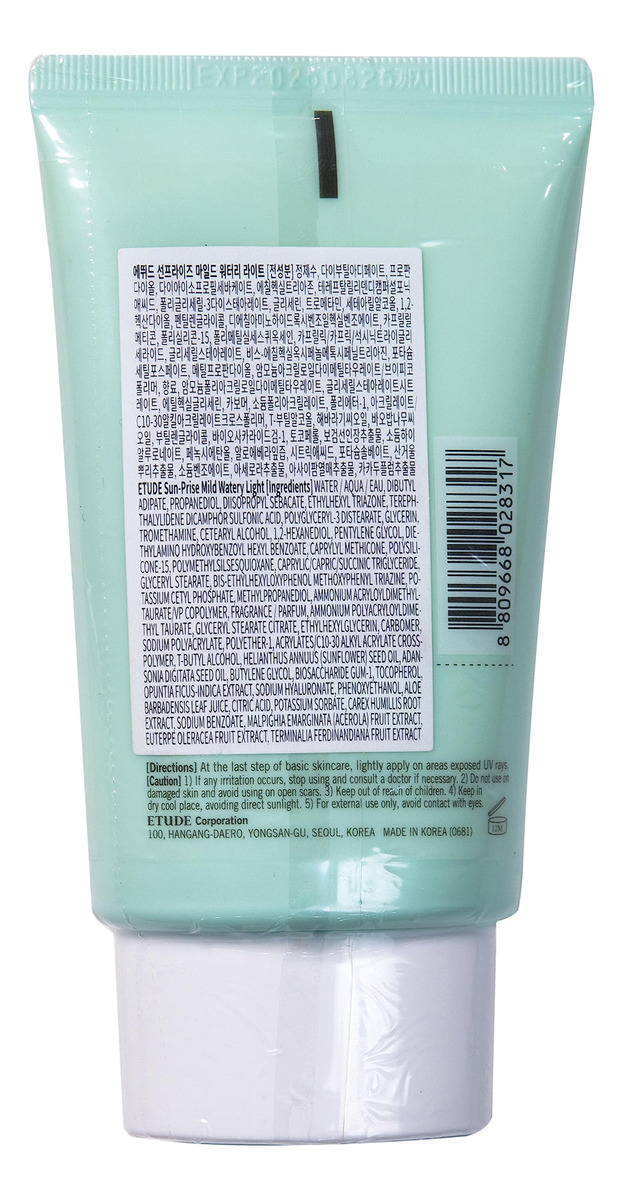 에뛰드 선프라이즈 마일드 워터리 라이트 [전성분] 정제수, 다이부틸아디페이트, 프로판
다이올, 다이아이소프로필세바케이트, 에칠헥실트리아존, 테레프탈릴리덴디캠퍼설포닉
애씨드, 폴리글리세릴-3다이스테아레이트, 글리세린, 트로메타민, 세테아릴알코올, 1,2-
헥산다이올, 펜틸렌글라이콜, 디에칠아미노하이드록시벤조일헥실벤조에이트, 카프릴릴
메티콘, 폴리실리콘-15, 폴리메틸실세스퀴옥세인, 카프릴릭 카프릭/석시닉트라이글리
세라이드, 글리세릴스테아레이트, 비스-에칠헥실옥시페놀메톡시페닐트리아진, 포타슘
세틸포스페이트, 메틸프로판다이올, 암모늄아크릴로일다이메틸타우레이트/브이피코
폴리머, 향료, 암모늄폴리아크릴로일다이메틸타우레이트, 글리세릴스테아레이트시트
레이트, 에틸헥실글리세린, 카보머, 소듐폴리아크릴레이트, 폴리에터-1, 아크릴레이트/
C10-30알킬아크릴레이트크로스폴리머, T-부틸알코올, 해바라기씨오일, 바오밥나무씨
오일, 부틸렌글라이콜, 바이오사카라이드검-1, 토코페롤, 보검선인장추출물, 소듐하이
알루로네이트, 페녹시에탄올, 알로에베라잎즙, 시트릭애씨드, 포타슘솔베이트, 산거울
뿌리추출물, 소듐벤조에이트, 아세로라추출물, 아사이팜열매추출물, 카카두플럼추출물
ETUDE Sun-Prise Mild Watery Light [Ingredients] WATER / AQUA / EAU, DIBUTYL
ADIPATE, PROPANEDIOL, DIISOPROPYL SEBACATE, ETHYLHEXYL TRIAZONE, TEREPH-
THALYLIDENE DICAMPHOR SULFONIC ACID, POLYGLYCERYL-3 DISTEARATE, GLYCERIN,
TROMETHAMINE, CETEARYL ALCOHOL, 1,2-HEXANEDIOL, PENTYLENE GLYCOL, DIE-
THYLAMINO HYDROXYBENZOYL HEXYL BENZOATE, CAPRYLYL METHICONE, POLYSILI-
CONE-15, POLYMETHYLSILSESQUIOXANE, CAPRYLIC/CAPRIC/SUCCINIC TRIGLYCERIDE,
GLYCERYL STEARATE, BIS-ETHYLHEXYLOXYPHENOL METHOXYPHENYL TRIAZINE, PO-
TASSIUM CETYL PHOSPHATE, METHYLPROPANEDIOL, AMMONIUM ACRYLOYLDIMETHYL-
TAURATE/VP COPOLYMER, FRAGRANCE / PARFUM, AMMONIUM POLYACRYLOYLDIME-
THYL TAURATE, GLYCERYL STEARATE CITRATE, ETHYLHEXYLGLYCERIN, CARBOMER,
SODIUM POLYACRYLATE, POLYETHER-1, ACRYLATES/C10-30 ALKYL ACRYLATE CROSS-
POLYMER, T-BUTYL ALCOHOL, HELIANTHUS ANNUUS (SUNFLOWER) SEED OIL, ADAN-
SONIA DIGITATA SEED OIL, BUTYLENE GLYCOL, BIOSACCHARIDE GUM-1, TOCOPHEROL,
OPUNTIA FICUS-INDICA EXTRACT, SODIUM HYALURONATE, PHENOXYETHANOL, ALOE
BARBADENSIS LEAF JUICE, CITRIC ACID, POTASSIUM SORBATE, CAREX HUMILLIS ROOT
EXTRACT, SODIUM BENZOATE, MALPIGHIA EMARGINATA (ACEROLA) FRUIT EXTRACT,
EUTERPE OLERACEA FRUIT EXTRACT, TERMINALIA FERDINANDIANA FRUIT EXTRACT
8 809668 028317
[Directions] At the last step of basic skincare, lightly apply on areas exposed UV rays.
[Caution] 1) If any irritation occurs, stop using and consult a doctor if necessary. 2) Do not use on
damaged skin and avoid using on open scars. 3) Keep out of reach of children. 4) Keep in
dry cool place, avoiding direct sunlight. 5) For external use only, avoid contact with eyes.
ETUDE Corporation
100, HANGANG-DAERO, YONGSAN-GU, SEOUL, KOREA MADE IN KOREA (0681)
12M